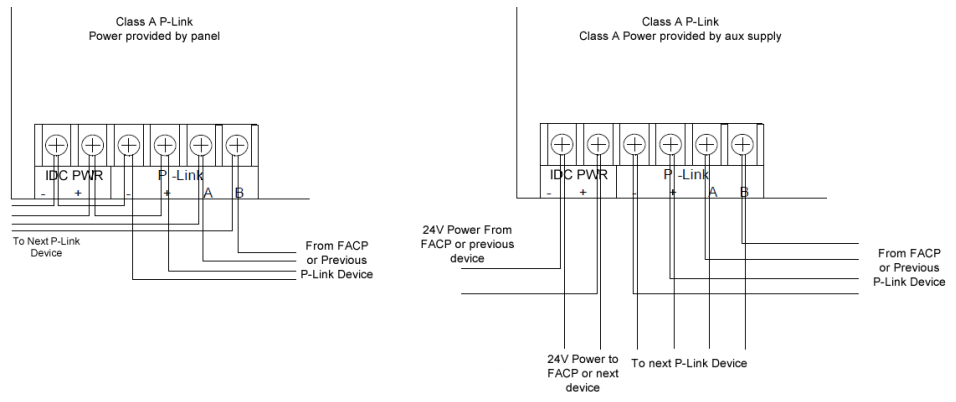 Class A P-Link
Power provided by panel
IDC PWR
P -Link
-
+
-
+
A
B
To Next P-Link
Device
From FACP
or Previous
P-Link Device
Class A P-Link
Class A Power provided by aux supply
IDC PWR
P -Link
-
+
-
+
A
B
24V Power From
FACP or previous
device
From FACP
or Previous
P-Link Device
24V Power to
FACP or next
device
To next P-Link Device